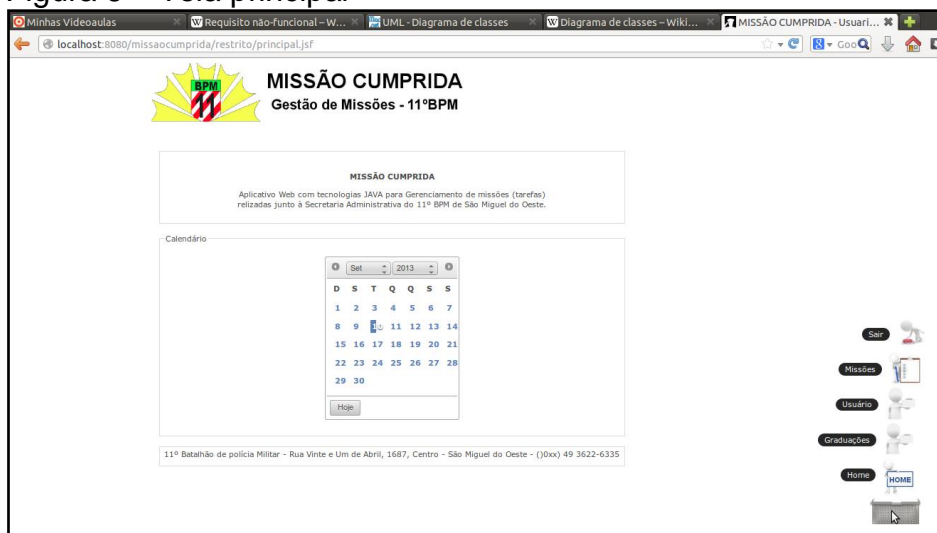 Minhas Videoaulas
Requisito não-funcional – W...
UML - Diagrama de classes
Diagrama de classes – Wiki...
MISSÃO CUMPRIDA - Usuari...
localhost:8080/missaocumprida/restrito/principal.jsf
Goo
BPM
11
MISSÃO CUMPRIDA
Gestão de Missões - 11ºBPM
MISSÃO CUMPRIDA
Aplicativo Web com tecnologias JAVA para Gerenciamento de missões (tarefas)
relizadas junto à Secretaria Administrativa do 11º BPM de São Miguel do Oeste.
Calendário
Set 2013
D S T Q Q S S
1 2 3 4 5 6 7
8 9 11 12 13 14
15 16 17 18 19 20 21
22 23 24 25 26 27 28
29 30
Hoje
Sair
Missões
Usuário
Graduações
Home
HOME
11º Batalhão de polícia Militar - Rua Vinte e Um de Abril, 1687, Centro - São Miguel do Oeste - ()0xx) 49 3622-6335